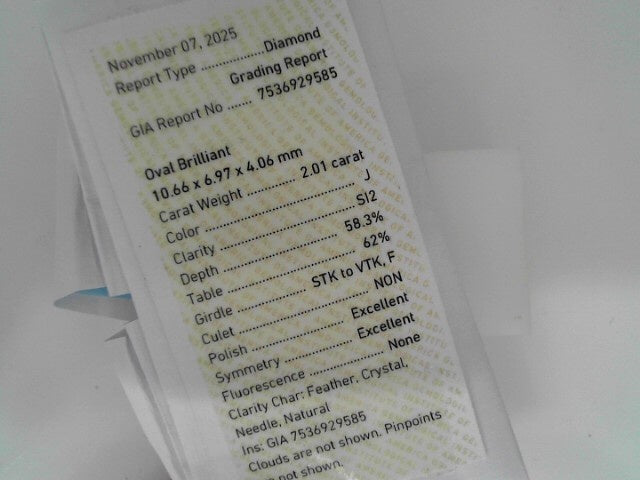 November 07, 2025
Report Type ................ Diamond
Grading Report
GIA Report No ...... 7536929585
Oval Brilliant
10.66 x 6.97 x 4.06 mm
Carat Weight ............. 2.01 carat
Color ........................................ J
Clarity ................................... SI2
Depth ................................ 58.3%
Table ................................... 62%
Girdle ..................... STK to VTK, F
Culet ................................... NON
Polish ........................... Excellent
Symmetry .................. Excellent
Fluorescence .................... None
Clarity Char: Feather, Crystal,
Needle, Natural
Ins: GIA 7536929585
Clouds are not shown. Pinpoints
not shown.